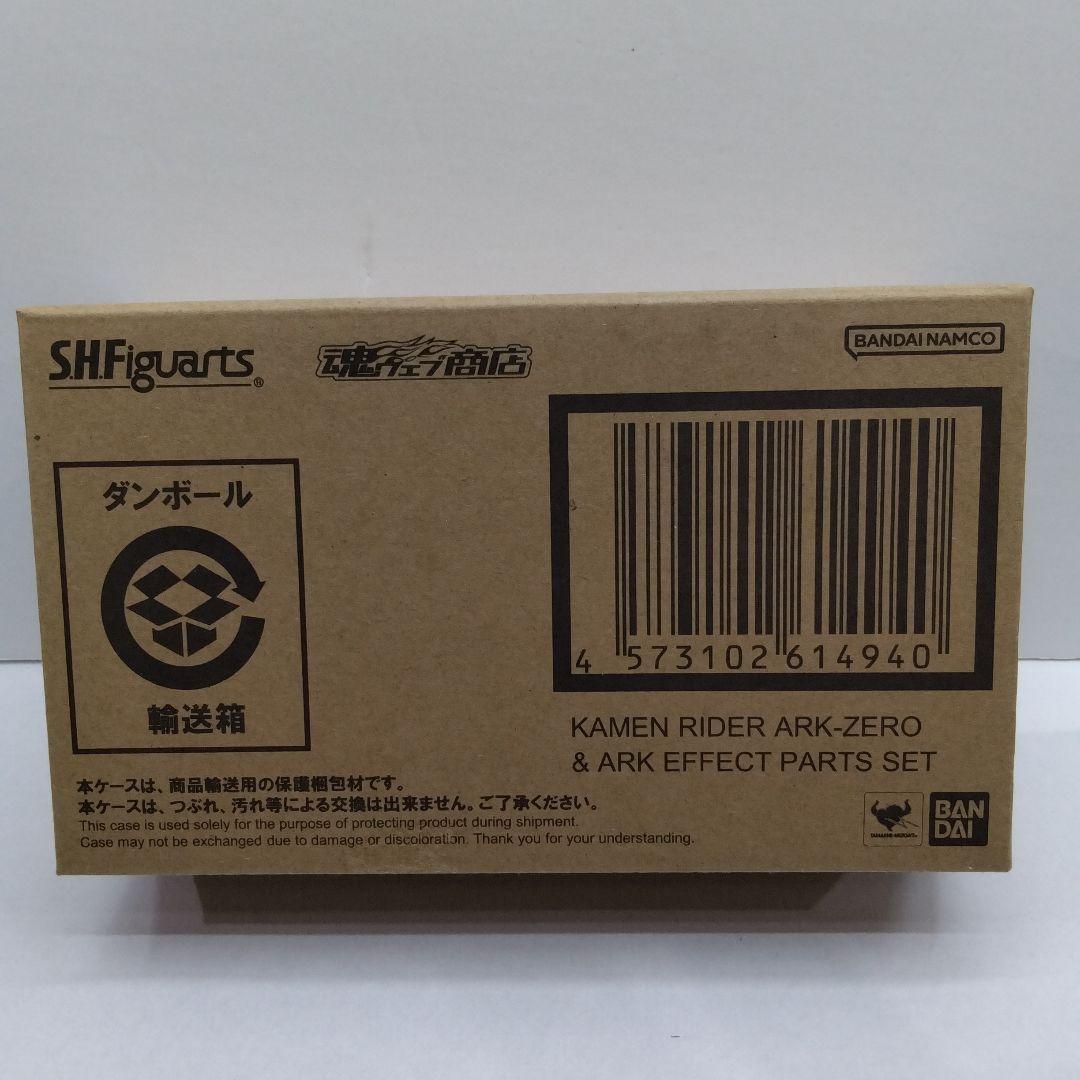 S.H.Figuarts®
魂ウェブ商店
BANDAI NAMCO
ダンボール
輸送箱
4 573102 614940
KAMEN RIDER ARK-ZERO
& ARK EFFECT PARTS SET
本ケースは、商品輸送用の保護梱包材です。
本ケースは、つぶれ、汚れ等による交換は出来ません。ご了承ください。
This case is used solely for the purpose of protecting product during shipment.
Case may not be exchanged due to damage or discoloration. Thank you for your understanding.
TAMASHII NATIONS
BAN
DAI